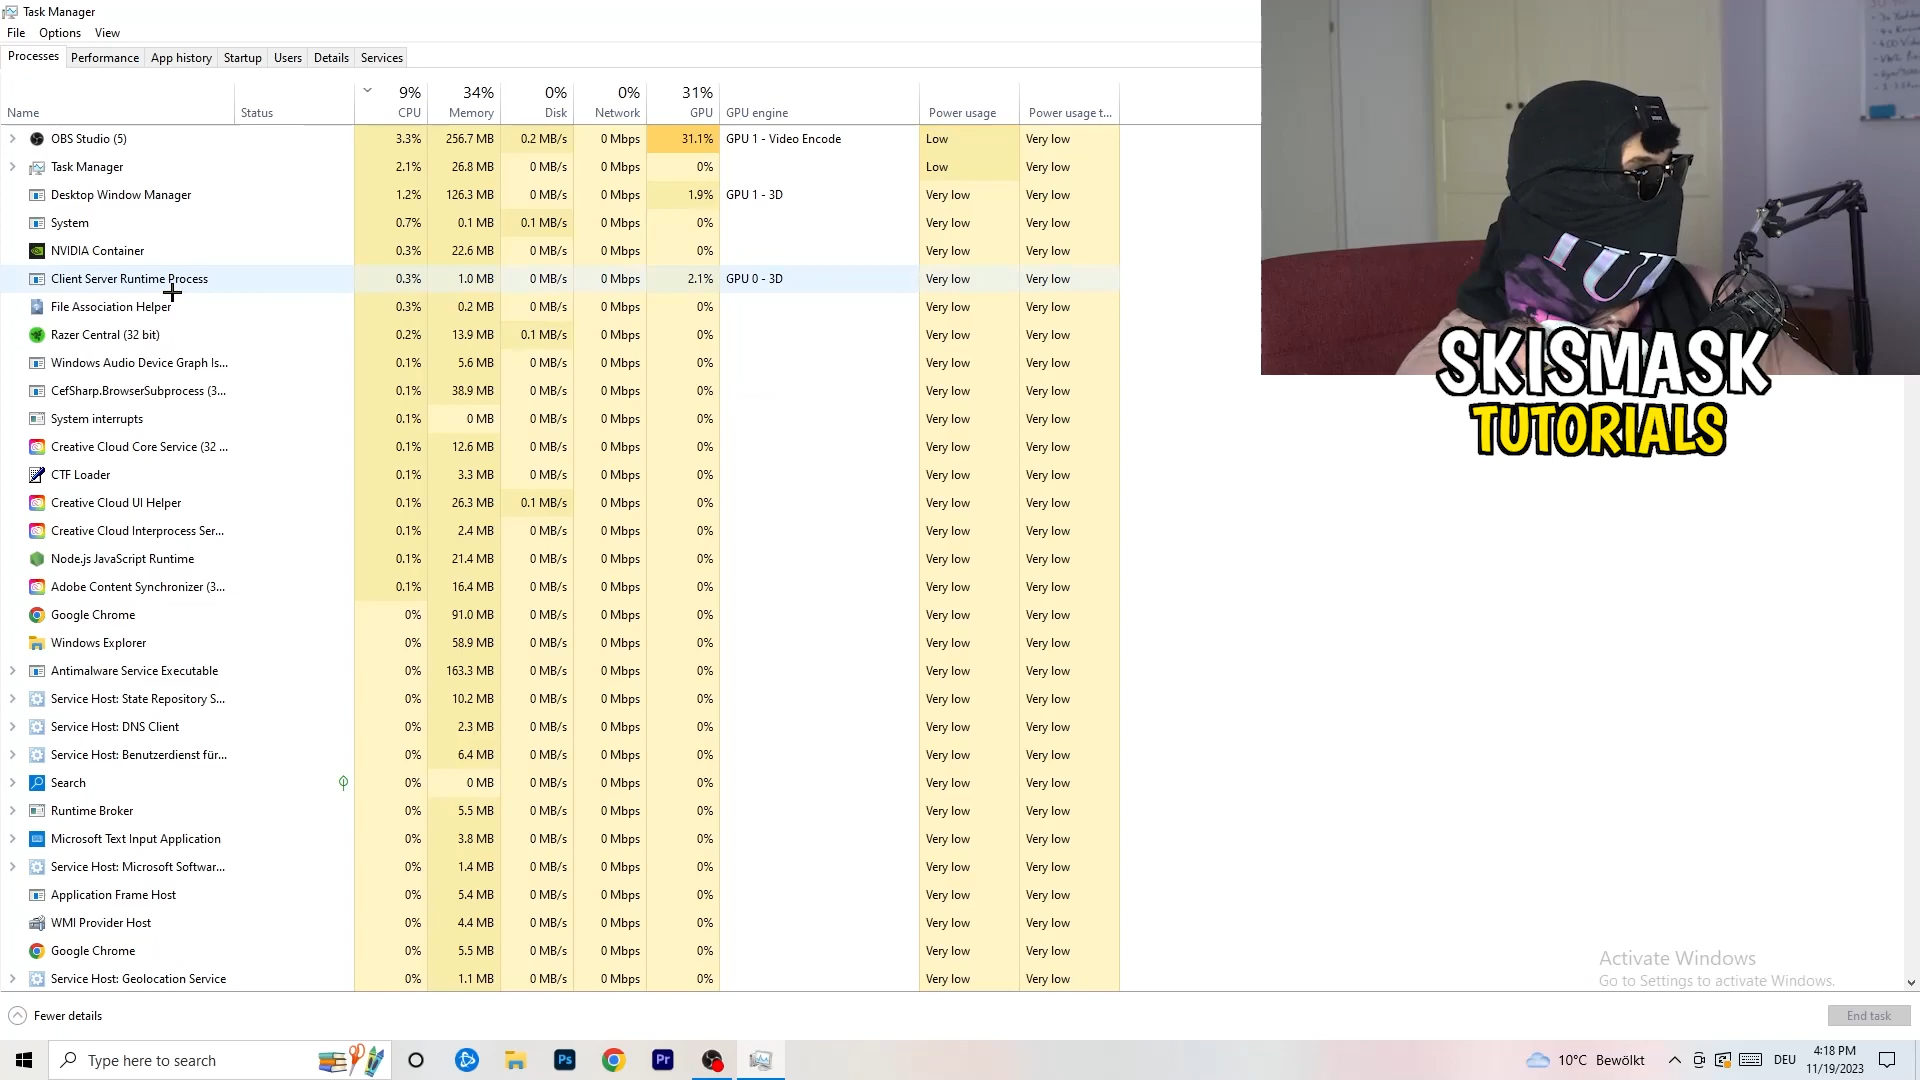 Task Manager
File Options View
Processes Performance App history Startup Users Details Services
9% 34% 0% 0% 31%
Name Status CPU Memory Disk Network GPU GPU engine Power usage Power usage t...
OBS Studio (5) 3.3% 256.7 MB 0.2 MB/s 0 Mbps 31.1% GPU 1 - Video Encode Low Very low
Task Manager 2.1% 26.8 MB 0 MB/s 0 Mbps 0% Low Very low
Desktop Window Manager 1.2% 126.3 MB 0 MB/s 0 Mbps 1.9% GPU 1 - 3D Very low Very low
System 0.7% 0.1 MB 0.1 MB/s 0 Mbps 0% Very low Very low
NVIDIA Container 0.3% 22.6 MB 0 MB/s 0 Mbps 0% Very low Very low
Client Server Runtime Process 0.3% 1.0 MB 0 MB/s 0 Mbps 2.1% GPU 0 - 3D Very low Very low
File Association Helper 0.3% 0.2 MB 0 MB/s 0 Mbps 0% Very low Very low
Razer Central (32 bit) 0.2% 13.9 MB 0.1 MB/s 0 Mbps 0% Very low Very low
Windows Audio Device Graph Is... 0.1% 5.6 MB 0 MB/s 0 Mbps 0% Very low Very low
CefSharp.BrowserSubprocess (3... 0.1% 38.9 MB 0 MB/s 0 Mbps 0% Very low Very low
System interrupts 0.1% 0 MB 0 MB/s 0 Mbps 0% Very low Very low
Creative Cloud Core Service (32 ... 0.1% 12.6 MB 0 MB/s 0 Mbps 0% Very low Very low
CTF Loader 0.1% 3.3 MB 0 MB/s 0 Mbps 0% Very low Very low
Creative Cloud UI Helper 0.1% 26.3 MB 0.1 MB/s 0 Mbps 0% Very low Very low
Creative Cloud Interprocess Ser... 0.1% 2.4 MB 0 MB/s 0 Mbps 0% Very low Very low
Node.js JavaScript Runtime 0.1% 21.4 MB 0 MB/s 0 Mbps 0% Very low Very low
Adobe Content Synchronizer (3... 0.1% 16.4 MB 0 MB/s 0 Mbps 0% Very low Very low
Google Chrome 0% 91.0 MB 0 MB/s 0 Mbps 0% Very low Very low
Windows Explorer 0% 58.9 MB 0 MB/s 0 Mbps 0% Very low Very low
Antimalware Service Executable 0% 163.3 MB 0 MB/s 0 Mbps 0% Very low Very low
Service Host: State Repository S... 0% 10.2 MB 0 MB/s 0 Mbps 0% Very low Very low
Service Host: DNS Client 0% 2.3 MB 0 MB/s 0 Mbps 0% Very low Very low
Service Host: Benutzerdienst für... 0% 6.4 MB 0 MB/s 0 Mbps 0% Very low Very low
Search 0% 0 MB 0 MB/s 0 Mbps 0% Very low Very low
Runtime Broker 0% 5.5 MB 0 MB/s 0 Mbps 0% Very low Very low
Microsoft Text Input Application 0% 3.8 MB 0 MB/s 0 Mbps 0% Very low Very low
Service Host: Microsoft Softwar... 0% 1.4 MB 0 MB/s 0 Mbps 0% Very low Very low
Application Frame Host 0% 5.4 MB 0 MB/s 0 Mbps 0% Very low Very low
WMI Provider Host 0% 4.4 MB 0 MB/s 0 Mbps 0% Very low Very low
Google Chrome 0% 5.5 MB 0 MB/s 0 Mbps 0% Very low Very low
Service Host: Geolocation Service 0% 1.1 MB 0 MB/s 0 Mbps 0% Very low Very low
SKISMASK
TUTORIALS
Activate Windows
Go to Settings to activate Windows.
Fewer details End task
Type here to search Ps Pr 10°C Bewölkt DEU 4:18 PM
11/19/2023